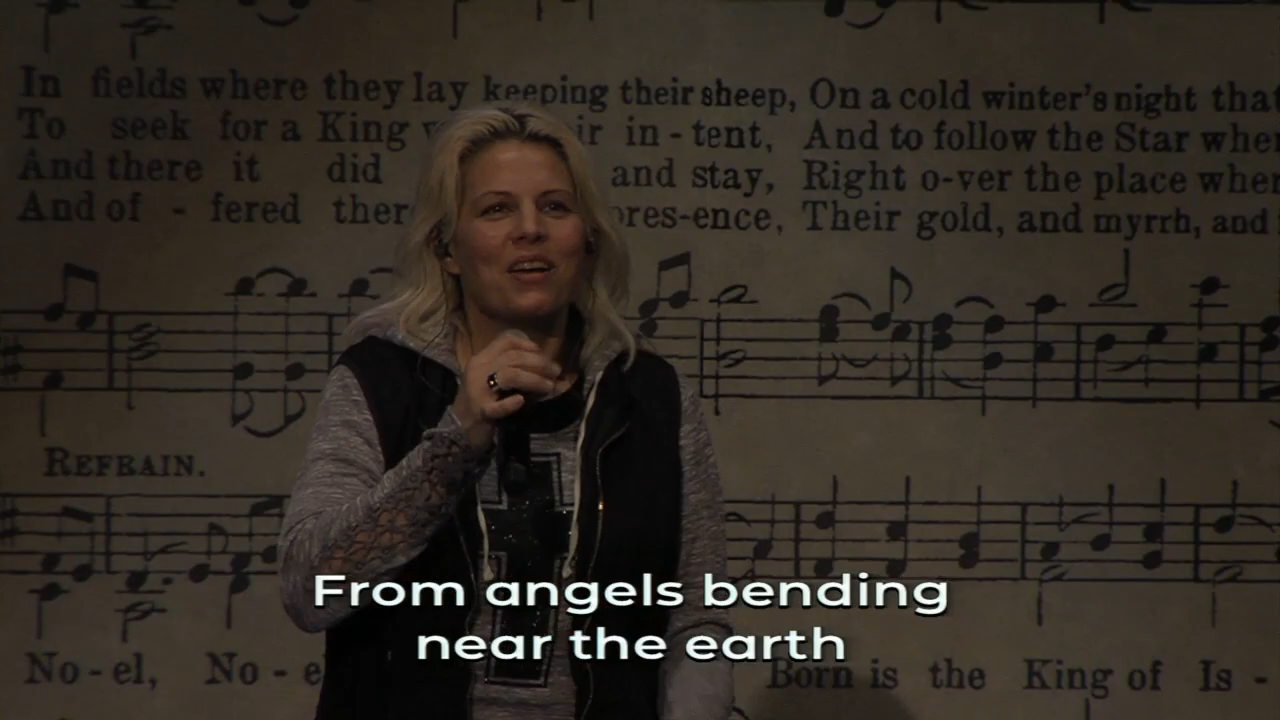 In fields where they lay keeping their sheep, On a cold winter's night that
To seek for a King ir in - tent, And to follow the Star wher
And there it did and stay, Right o-ver the place wher
And of - fered ther pres-ence, Their gold, and myrrh, and
REFRAIN.
No - el, No - e Born is the King of Is -
From angels bending
near the earth